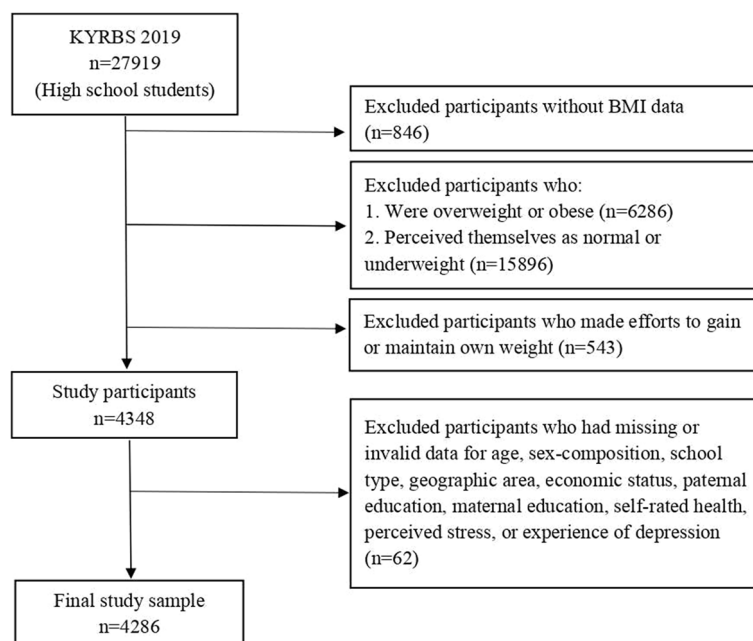 KYRBS 2019
n=27919
(High school students)
Excluded participants without BMI data
(n=846)
Excluded participants who:
1. Were overweight or obese (n=6286)
2. Perceived themselves as normal or
underweight (n=15896)
Excluded participants who made efforts to gain
or maintain own weight (n=543)
Study participants
n=4348
Excluded participants who had missing or
invalid data for age, sex-composition, school
type, geographic area, economic status, paternal
education, maternal education, self-rated health,
perceived stress, or experience of depression
(n=62)
Final study sample
n=4286